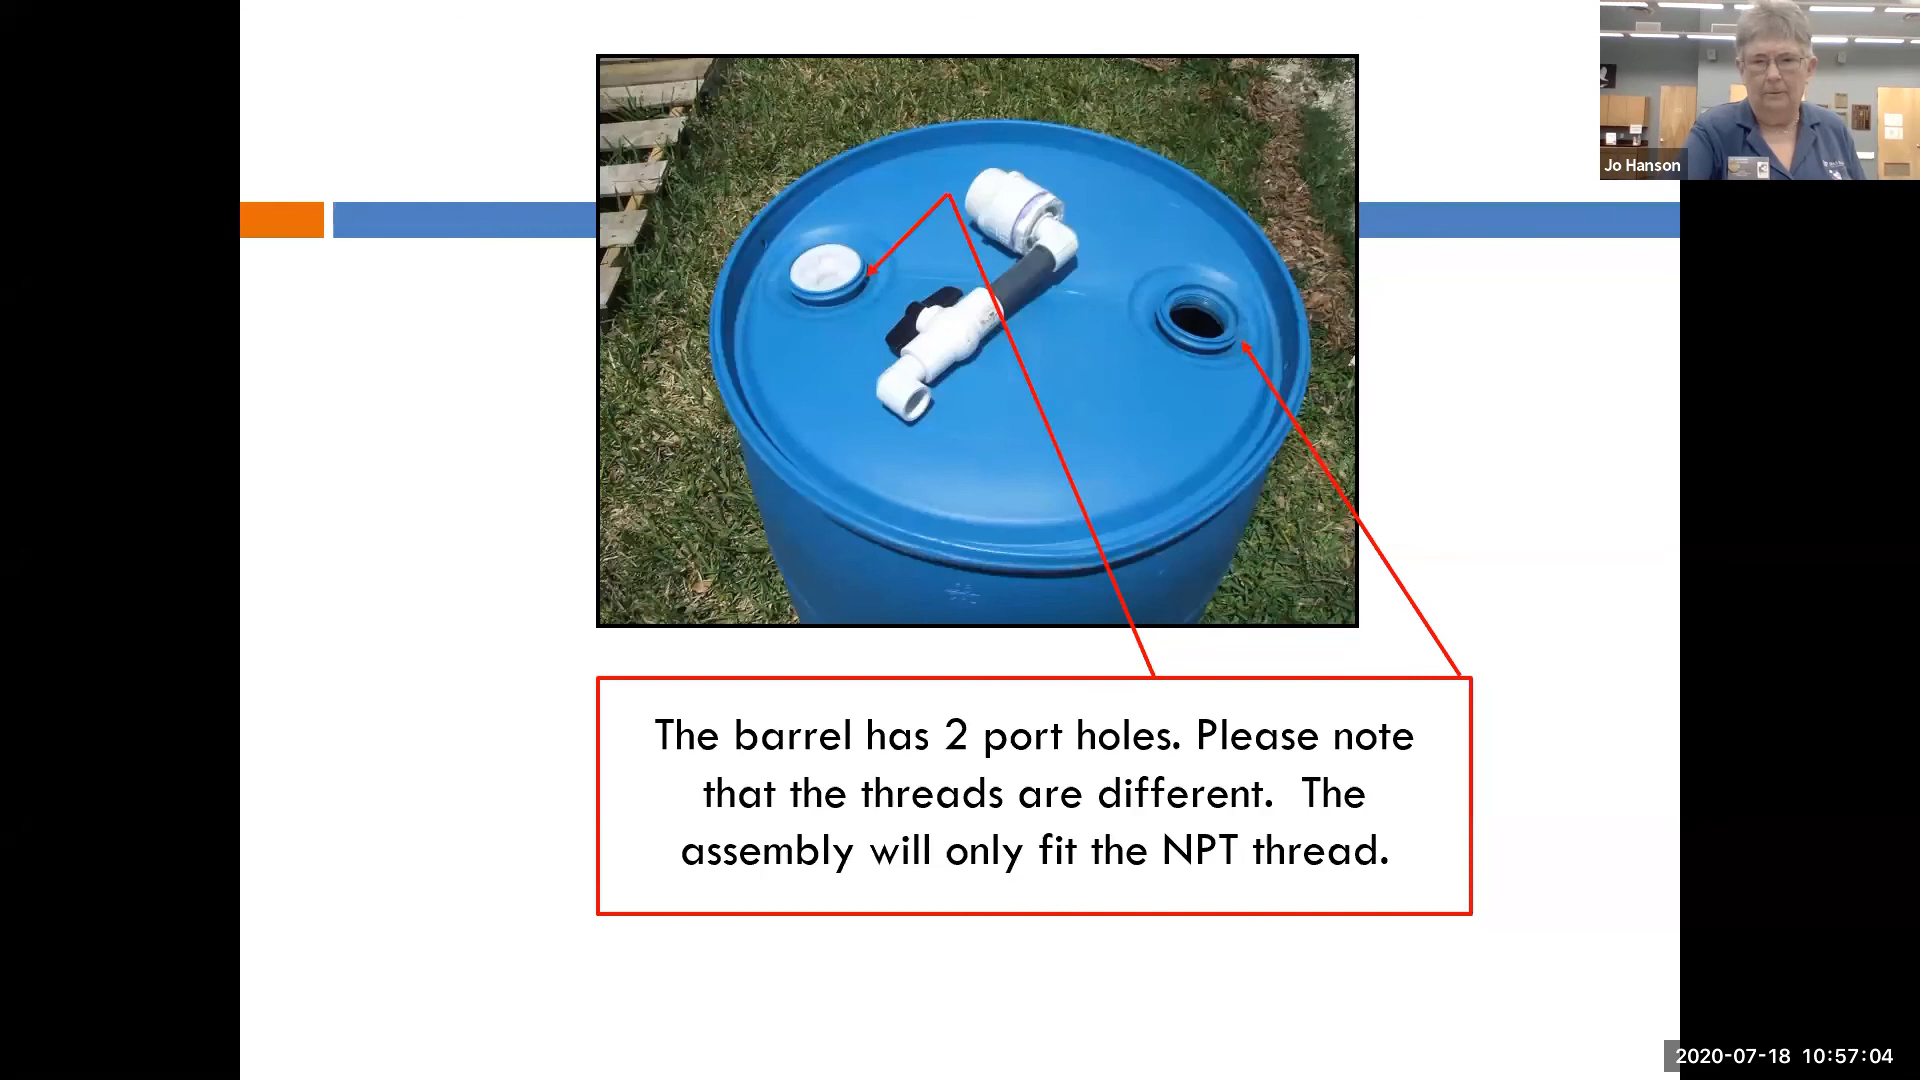 Jo Hanson
The barrel has 2 port holes. Please note
that the threads are different. The
assembly will only fit the NPT thread.
2020-07-18 10:57:04